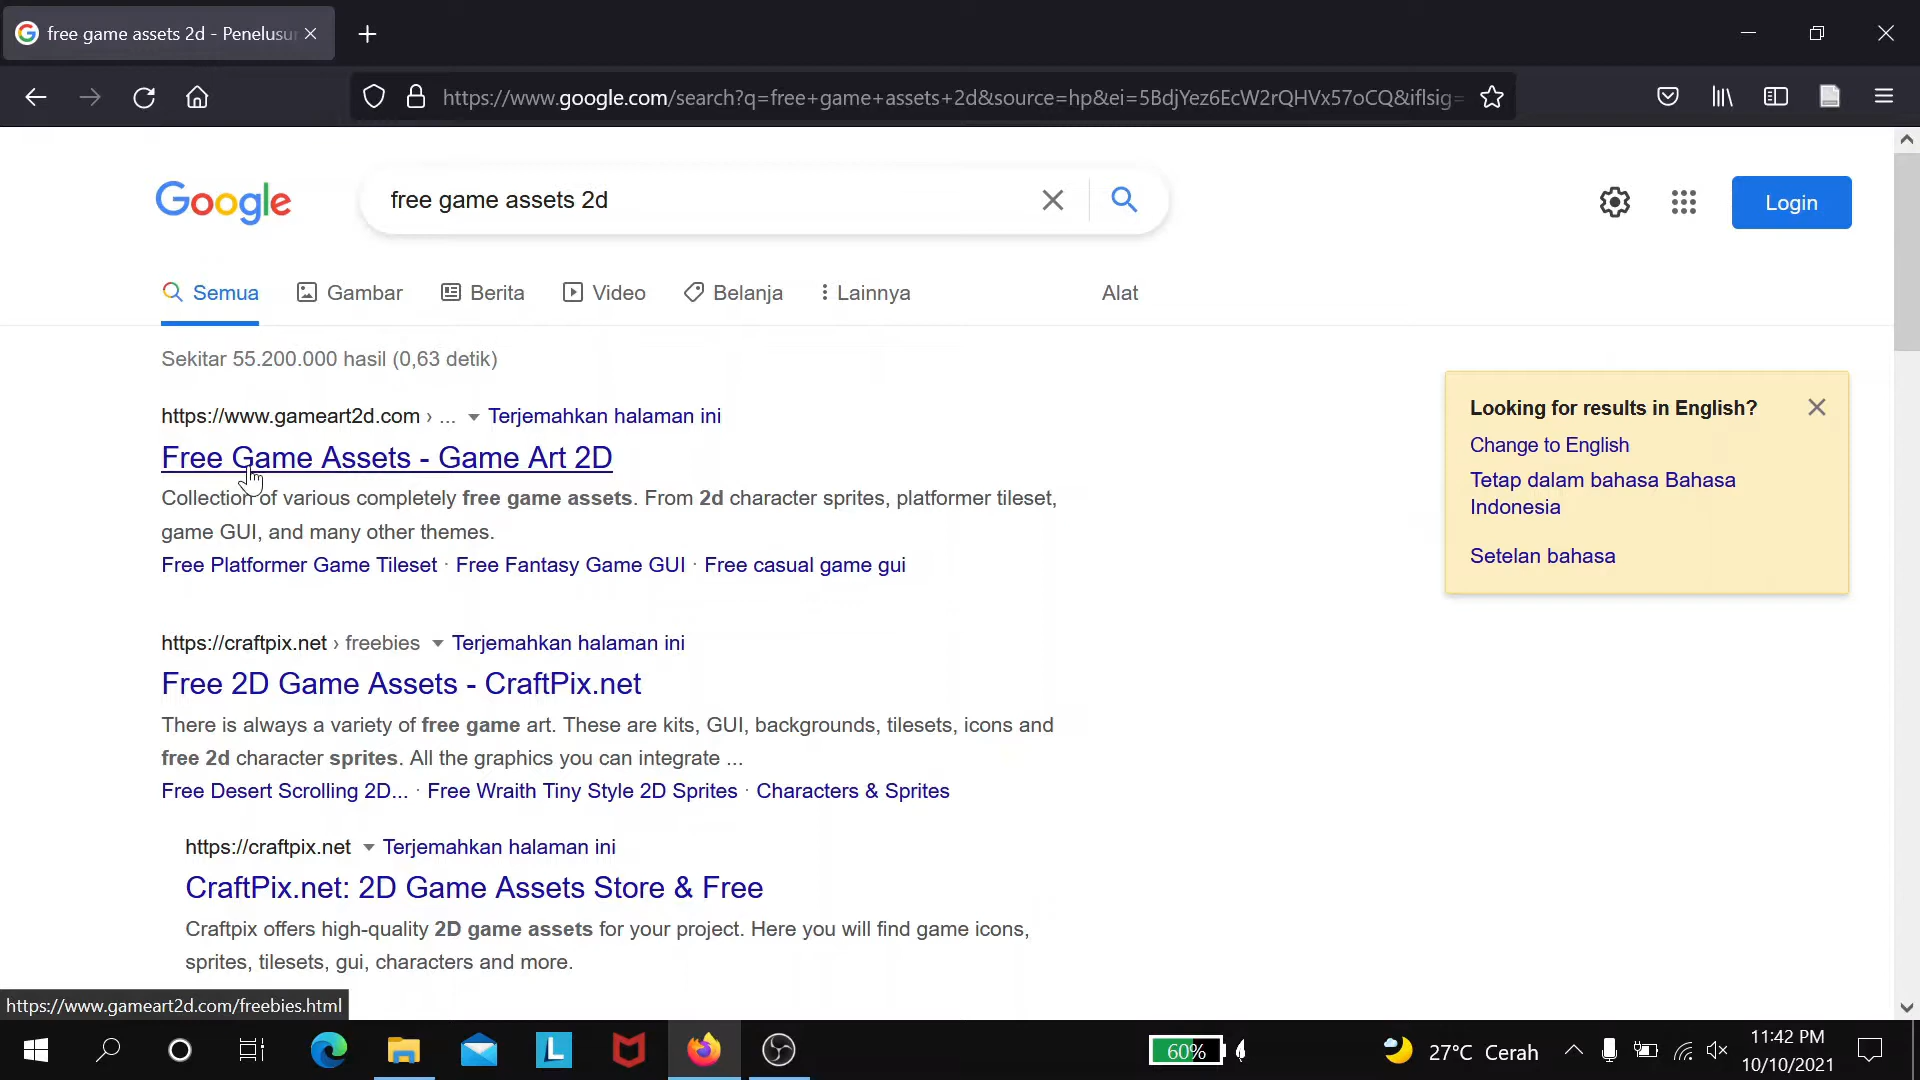 free game assets 2d - Penelusu
https://www.google.com/search?q=free+game+assets+2d&source=hp&ei=5BdjYez6EcW2rQHVx57oCQ&iflsig=
Google
free game assets 2d
Login
Semua
Gambar
Berita
Video
Belanja
Lainnya
Alat
Sekitar 55.200.000 hasil (0,63 detik)
https://www.gameart2d.com › ... Terjemahkan halaman ini
Free Game Assets - Game Art 2D
Collection of various completely free game assets. From 2d character sprites, platformer tileset,
game GUI, and many other themes.
Free Platformer Game Tileset · Free Fantasy Game GUI · Free casual game gui
https://craftpix.net › freebies Terjemahkan halaman ini
Free 2D Game Assets - CraftPix.net
There is always a variety of free game art. These are kits, GUI, backgrounds, tilesets, icons and
free 2d character sprites. All the graphics you can integrate ...
Free Desert Scrolling 2D... · Free Wraith Tiny Style 2D Sprites · Characters & Sprites
https://craftpix.net Terjemahkan halaman ini
CraftPix.net: 2D Game Assets Store & Free
Craftpix offers high-quality 2D game assets for your project. Here you will find game icons,
sprites, tilesets, gui, characters and more.
Looking for results in English?
Change to English
Tetap dalam bahasa Bahasa
Indonesia
Setelan bahasa
https://www.gameart2d.com/freebies.html
L
60%
27°C Cerah
11:42 PM
10/10/2021